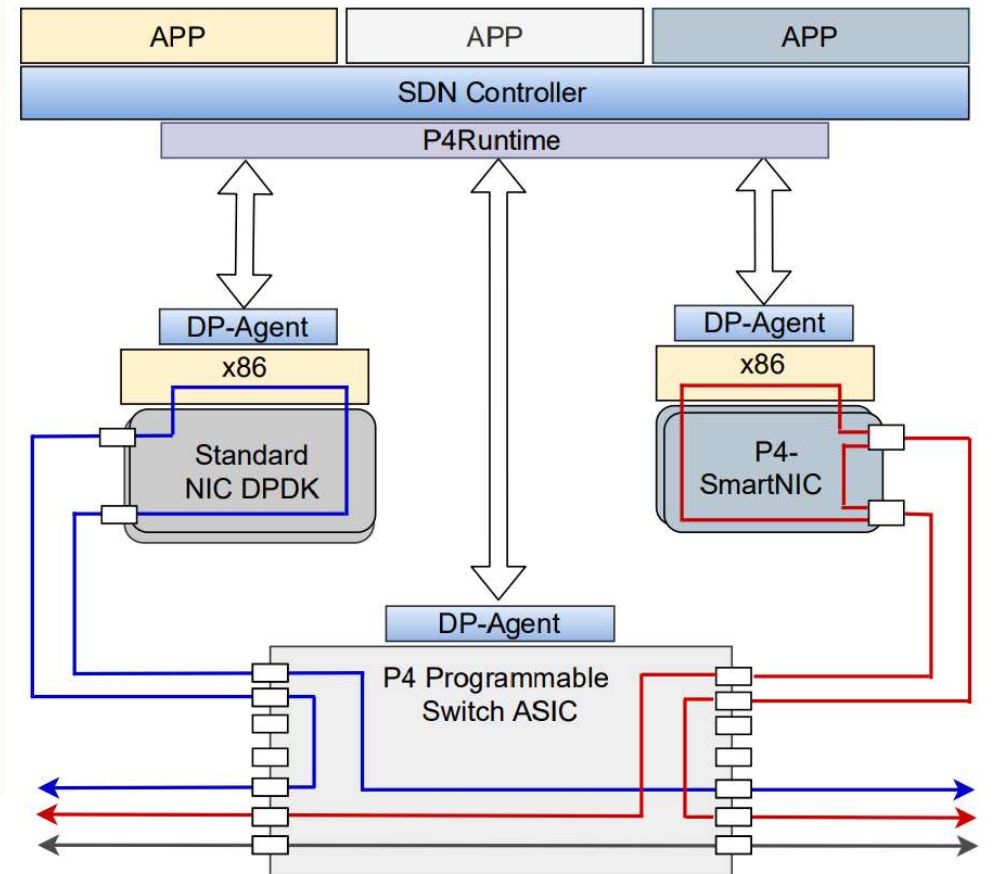 APP
APP
APP
SDN Controller
P4Runtime
DP-Agent
DP-Agent
x86
x86
Standard
NIC DPDK
P4-
SmartNIC
DP-Agent
P4 Programmable
Switch ASIC